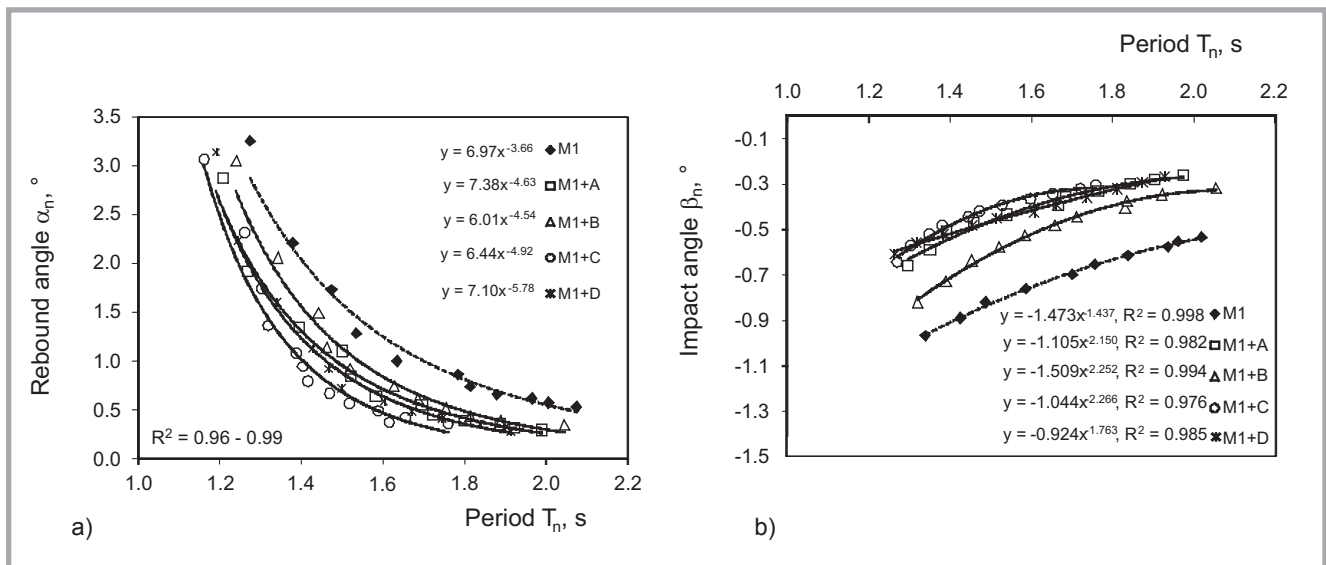 3.5
3.0
2.5
2.0
1.5
1.0
0.5
0.0
Rebound angle αₙ, °
y = 6.97x⁻³·⁶⁶ M1
y = 7.38x⁻⁴·⁶³ M1+A
y = 6.01x⁻⁴·⁵⁴ M1+B
y = 6.44x⁻⁴·⁹² M1+C
y = 7.10x⁻⁵·⁷⁸ M1+D
R² = 0.96 - 0.99
1.0 1.2 1.4 1.6 1.8 2.0 2.2
Period Tₙ, s
a)
Period Tₙ, s
1.0 1.2 1.4 1.6 1.8 2.0 2.2
-0.1
-0.3
-0.5
-0.7
-0.9
-1.1
-1.3
-1.5
Impact angle βₙ, °
y = -1.473x¹·⁴³⁷, R² = 0.998 M1
y = -1.105x²·¹⁵⁰, R² = 0.982 M1+A
y = -1.509x²·²⁵², R² = 0.994 M1+B
y = -1.044x²·²⁶⁶, R² = 0.976 M1+C
y = -0.924x¹·⁷⁶³, R² = 0.985 M1+D
b)